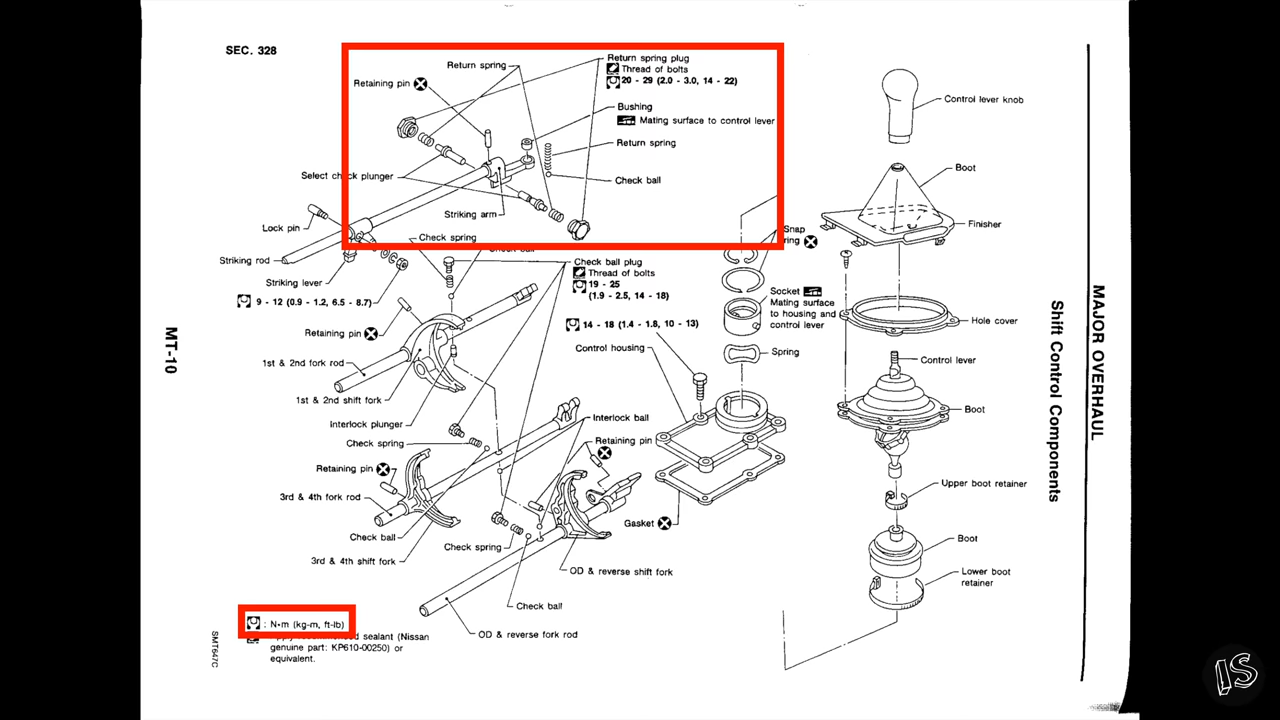 SEC. 328
Return spring
Return spring plug
Thread of bolts
20 - 29 (2.0 - 3.0, 14 - 22)
Retaining pin
Bushing
Mating surface to control lever
Return spring
Select check plunger
Check ball
Striking arm
Lock pin
Check spring
Striking rod
Striking lever
9 - 12 (0.9 - 1.2, 6.5 - 8.7)
Check ball plug
Thread of bolts
19 - 25
(1.9 - 2.5, 14 - 18)
Snap
ring
Socket
Mating surface
to housing and
control lever
14 - 18 (1.4 - 1.8, 10 - 13)
Control housing
Spring
Retaining pin
1st & 2nd fork rod
1st & 2nd shift fork
Interlock plunger
Interlock ball
Check spring
Retaining pin
Retaining pin
3rd & 4th fork rod
Check ball
3rd & 4th shift fork
Check spring
Gasket
OD & reverse shift fork
Check ball
OD & reverse fork rod
Control lever knob
Boot
Finisher
Hole cover
Control lever
Boot
Upper boot retainer
Boot
Lower boot
retainer
: N•m (kg-m, ft-lb)
sealant (Nissan
genuine part: KP610-00250) or
equivalent.
SMT647C
MT-10
MAJOR OVERHAUL
Shift Control Components
IS